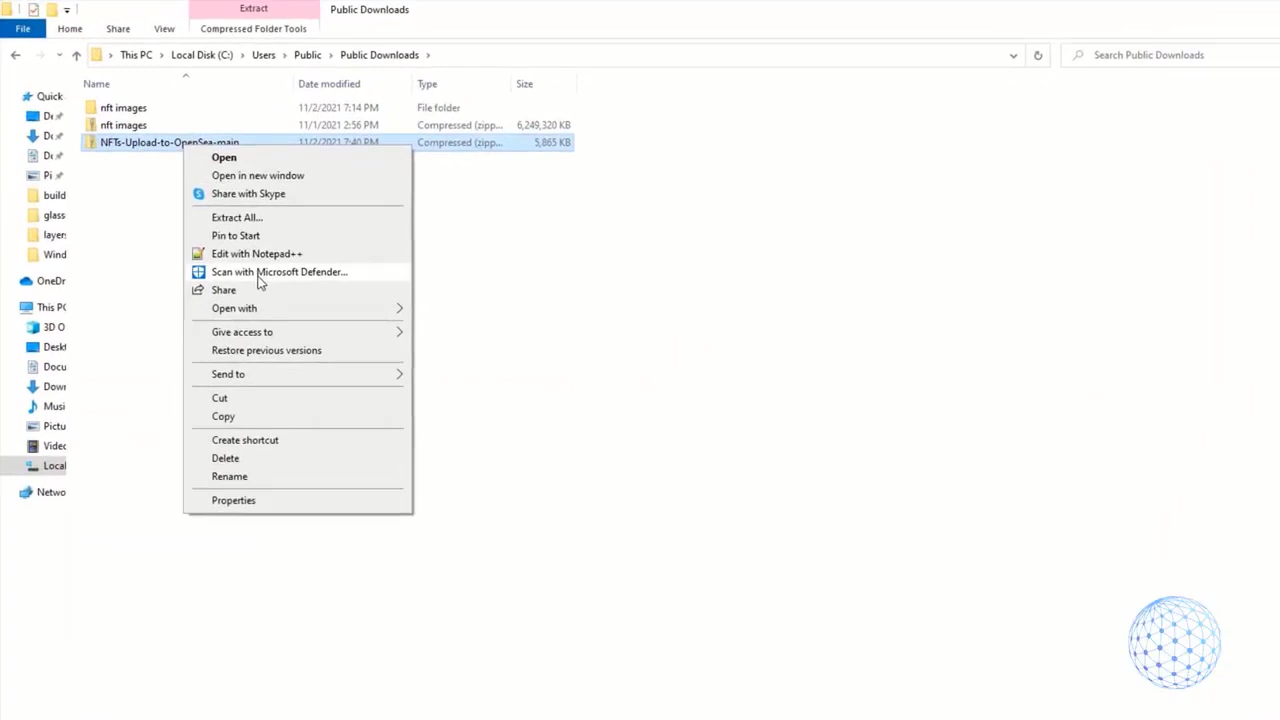 Extract
Public Downloads
File
Home
Share
View
Compressed Folder Tools
This PC
Local Disk (C:)
Users
Public
Public Downloads
Search Public Downloads
Name
Date modified
Type
Size
nft images
11/2/2021 7:14 PM
File folder
nft images
11/1/2021 2:56 PM
Compressed (zipp...
6,249,320 KB
NFTs-Upload-to-OpenSea-main
11/2/2021 7:40 PM
Compressed (zipp...
5,865 KB
Quick
De
Do
De
Pi
build
glass
layers
Wind
OneDr
This PC
3D O
Deskt
Docu
Down
Musi
Pictu
Videc
Local
Netwo
Open
Open in new window
Share with Skype
Extract All...
Pin to Start
Edit with Notepad++
Scan with Microsoft Defender...
Share
Open with
Give access to
Restore previous versions
Send to
Cut
Copy
Create shortcut
Delete
Rename
Properties